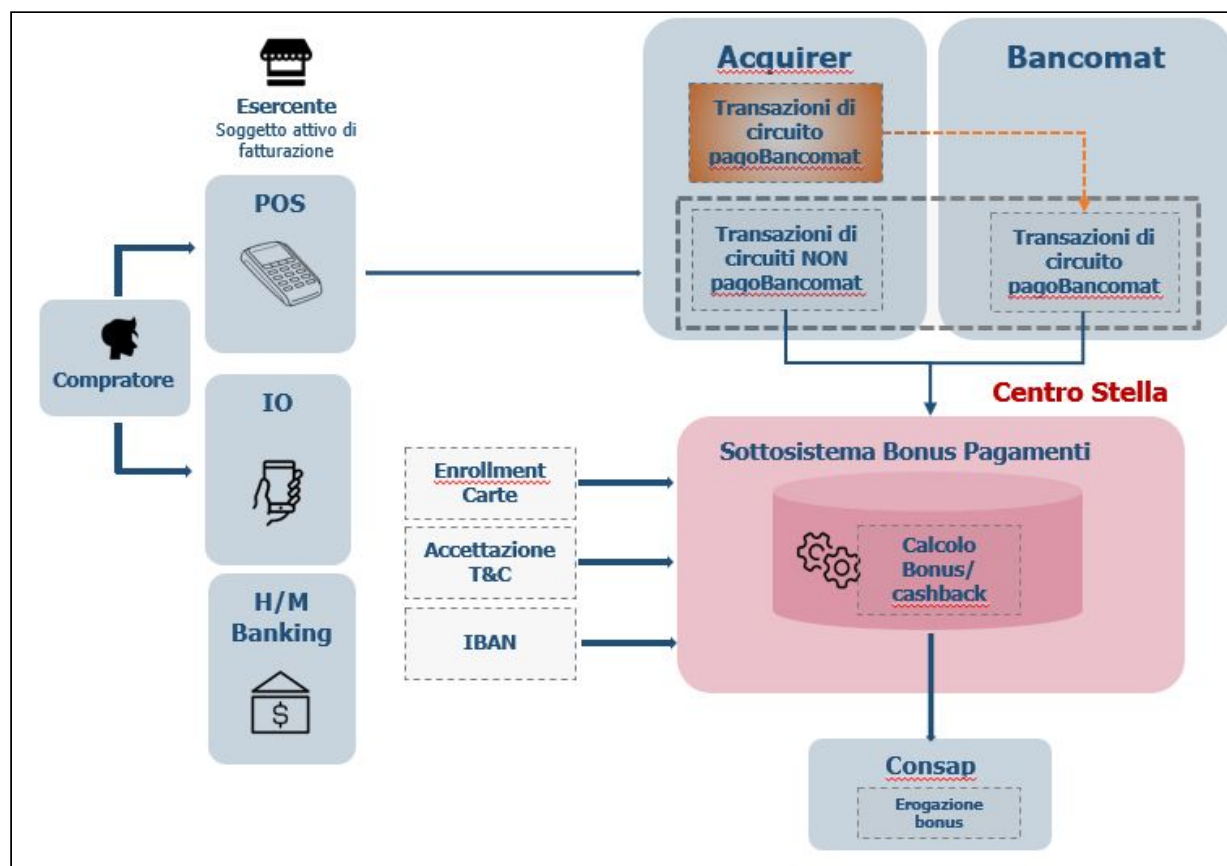 Esercente
Soggetto attivo di
fatturazione
POS
Compratore
IO
H/M
Banking
$
Acquirer
Transazioni di
circuito
pagoBancomat
Transazioni di
circuiti NON
pagoBancomat
Bancomat
Transazioni di
circuito
pagoBancomat
Centro Stella
Enrollment
Carte
Accettazione
T&C
IBAN
Sottosistema Bonus Pagamenti
Calcolo
Bonus/
cashback
Consap
Erogazione
bonus